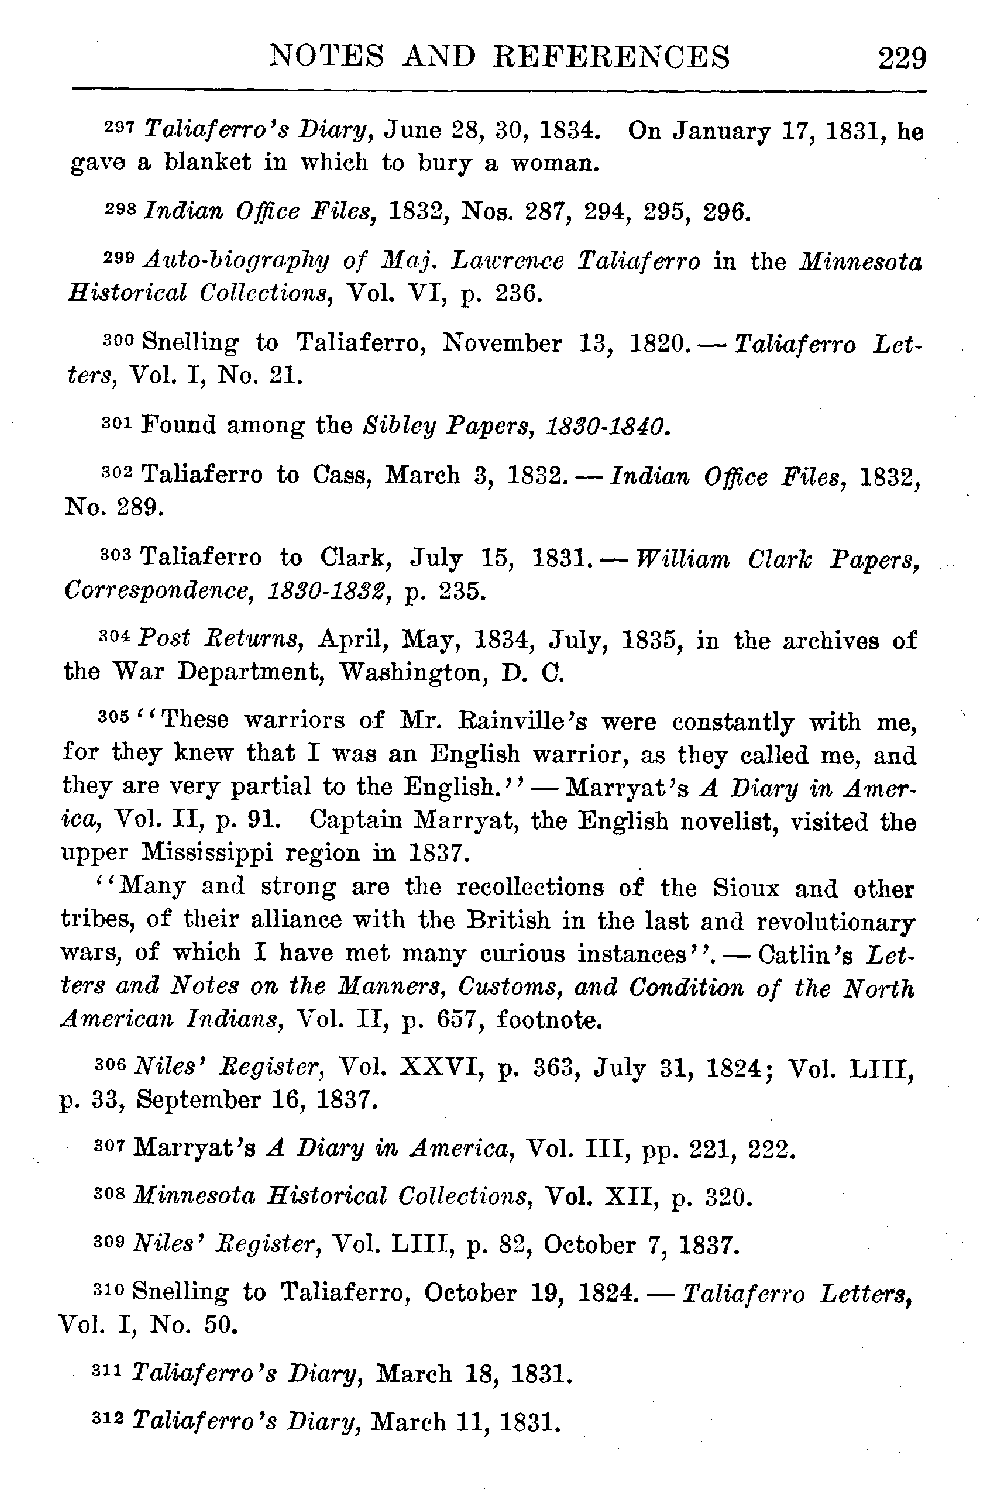 NOTES AND REFERENCES 229
297 Taliaferro's Diary, June 28, 30, 1834. On January 17, 1831, he
gave a blanket in which to bury a woman.
298 Indian Office Files, 1832, Nos. 287, 294, 295, 296.
299 Auto-biography of Maj. Lawrence Taliaferro in the Minnesota
Historical Collections, Vol. VI, p. 236.
300 Snelling to Taliaferro, November 13, 1820. — Taliaferro Let-
ters, Vol. I, No. 21.
301 Found among the Sibley Papers, 1830-1840.
302 Taliaferro to Cass, March 3, 1832. — Indian Office Files, 1832,
No. 289.
303 Taliaferro to Clark, July 15, 1831. — William Clark Papers,
Correspondence, 1830-1832, p. 235.
304 Post Returns, April, May, 1834, July, 1835, in the archives of
the War Department, Washington, D. C.
305 ''These warriors of Mr. Rainville's were constantly with me,
for they knew that I was an English warrior, as they called me, and
they are very partial to the English.'' — Marryat's A Diary in Amer-
ica, Vol. II, p. 91. Captain Marryat, the English novelist, visited the
upper Mississippi region in 1837.
''Many and strong are the recollections of the Sioux and other
tribes, of their alliance with the British in the last and revolutionary
wars, of which I have met many curious instances''. — Catlin's Let-
ters and Notes on the Manners, Customs, and Condition of the North
American Indians, Vol. II, p. 657, footnote.
306 Niles' Register, Vol. XXVI, p. 363, July 31, 1824; Vol. LIII,
p. 33, September 16, 1837.
307 Marryat's A Diary in America, Vol. III, pp. 221, 222.
308 Minnesota Historical Collections, Vol. XII, p. 320.
309 Niles' Register, Vol. LIII, p. 82, October 7, 1837.
310 Snelling to Taliaferro, October 19, 1824. — Taliaferro Letters,
Vol. I, No. 50.
311 Taliaferro's Diary, March 18, 1831.
312 Taliaferro's Diary, March 11, 1831.